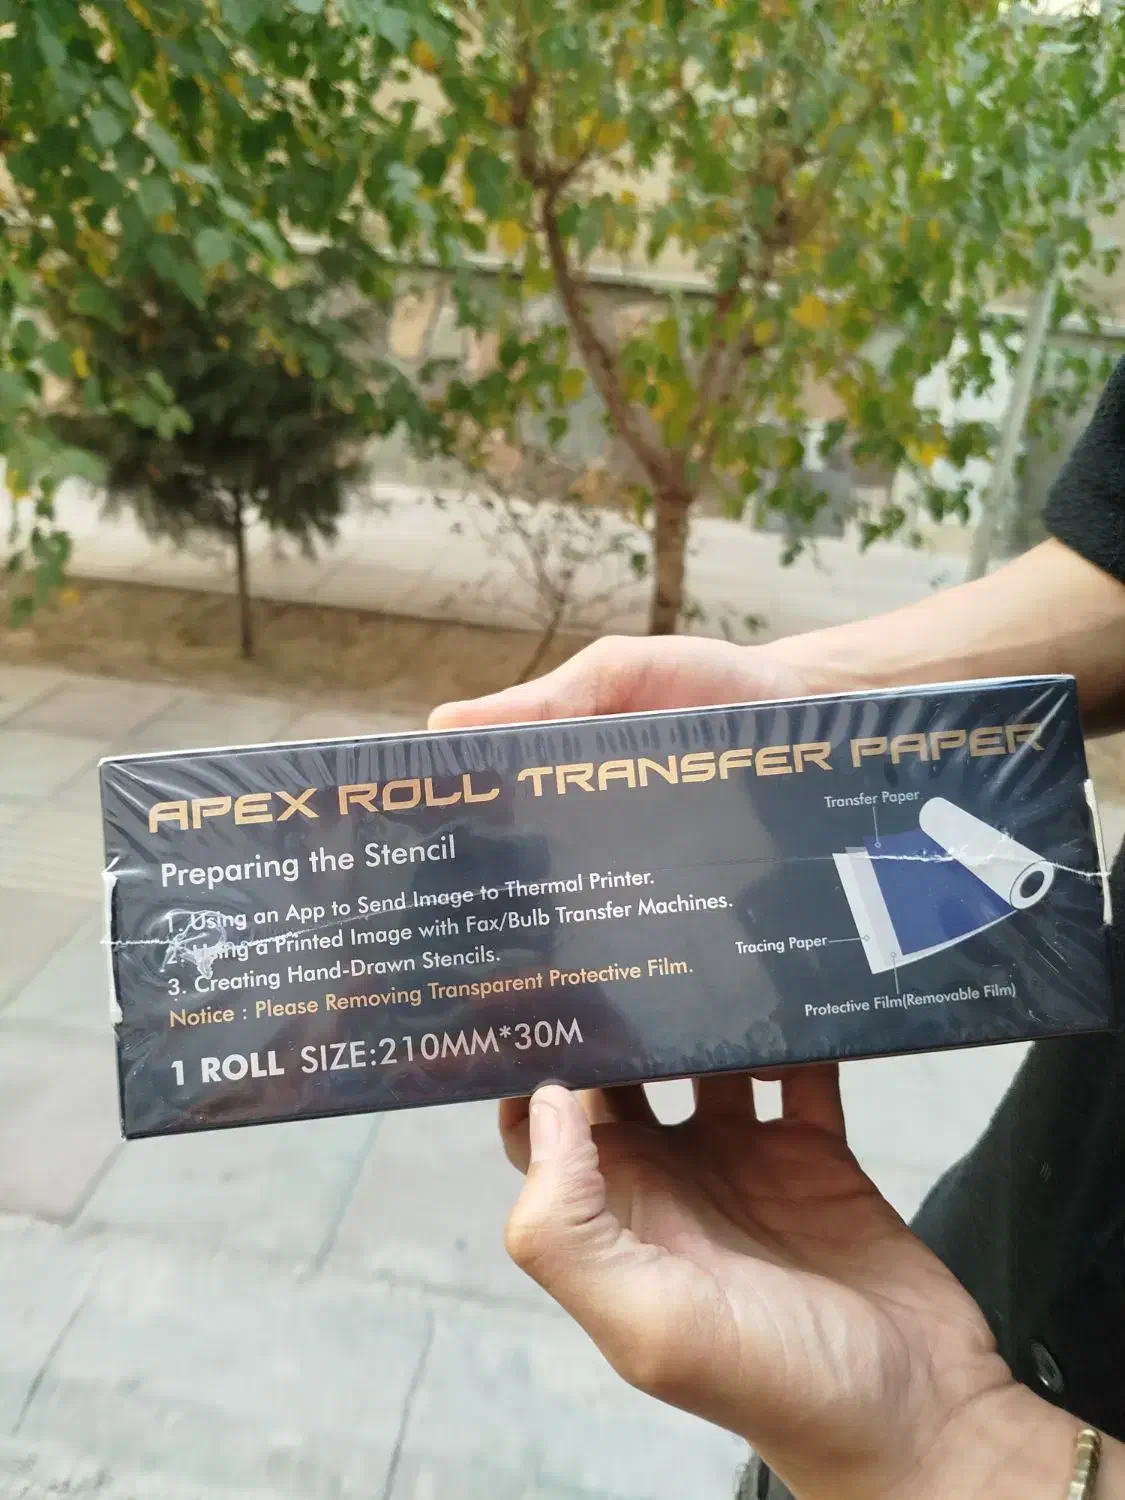 APEX ROLL TRANSFER PAPER
Preparing the Stencil
1. Using an App to Send Image to Thermal Printer.
2. Using a Printed Image with Fax/Bulb Transfer Machines.
3. Creating Hand-Drawn Stencils.
Notice : Please Removing Transparent Protective Film.
1 ROLL SIZE:210MM*30M
Transfer Paper
Tracing Paper
Protective Film(Removable Film)